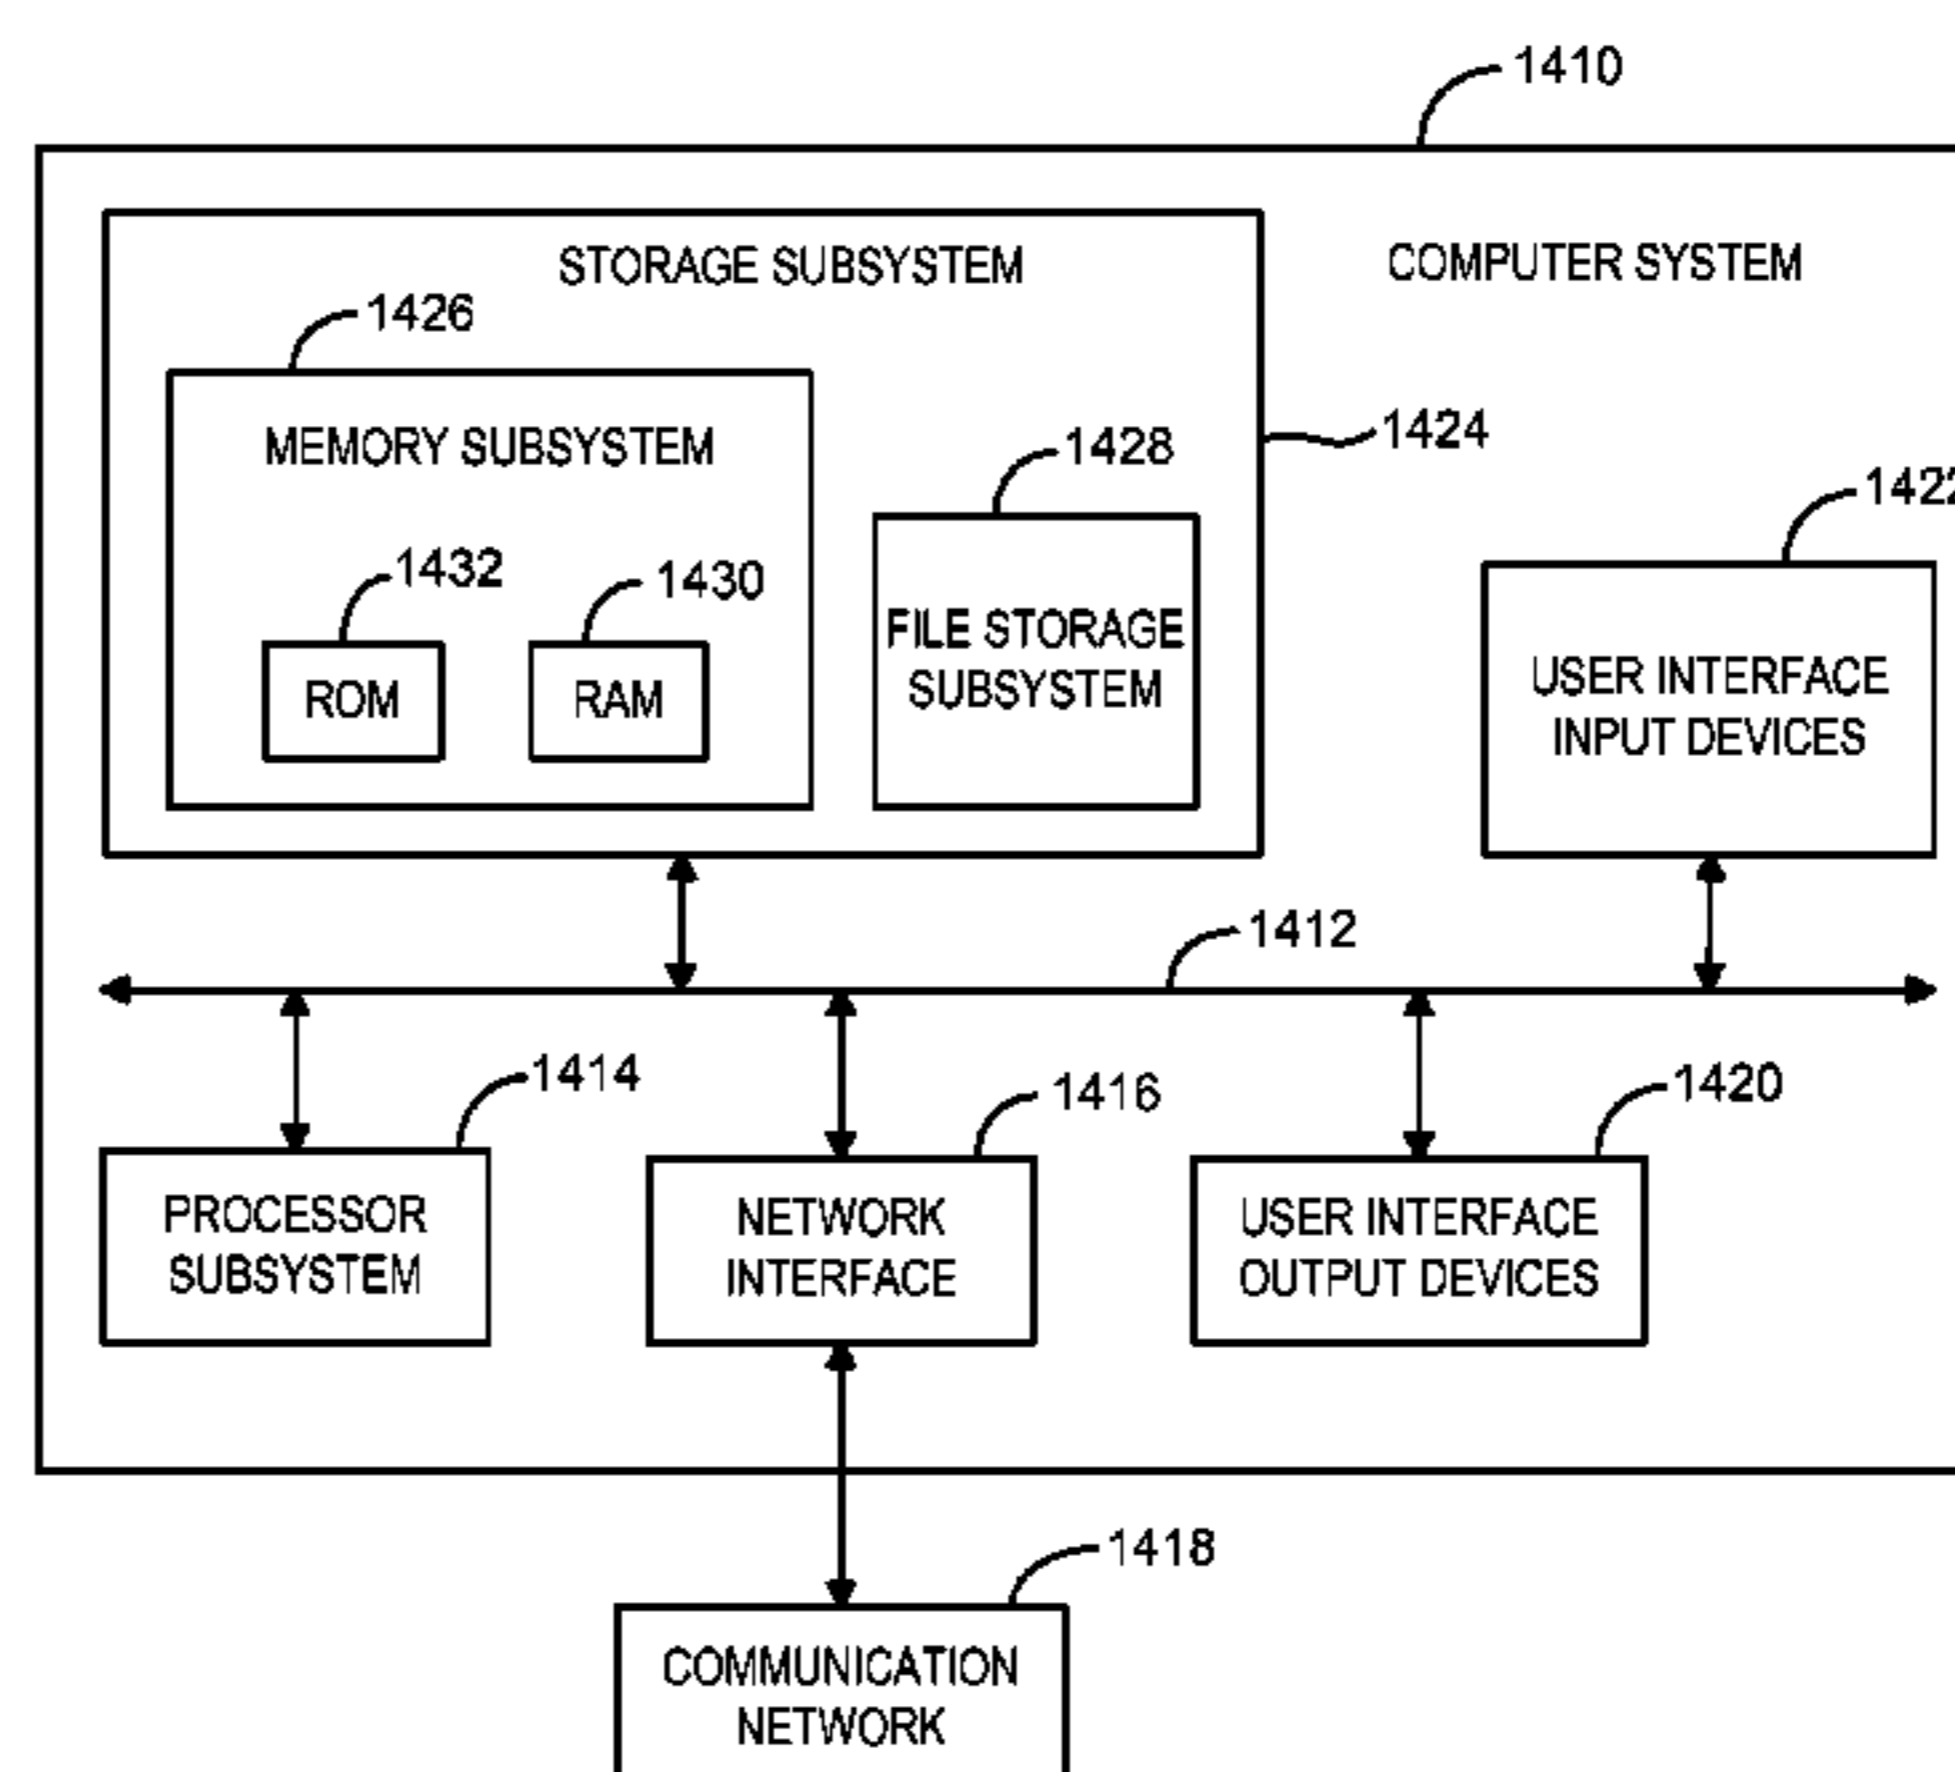 1410
STORAGE SUBSYSTEM
COMPUTER SYSTEM
1426
MEMORY SUBSYSTEM
1424
1428
1422
1432
1430
FILE STORAGE
SUBSYSTEM
ROM
RAM
USER INTERFACE
INPUT DEVICES
1412
1414
1416
1420
PROCESSOR
SUBSYSTEM
NETWORK
INTERFACE
USER INTERFACE
OUTPUT DEVICES
1418
COMMUNICATION
NETWORK